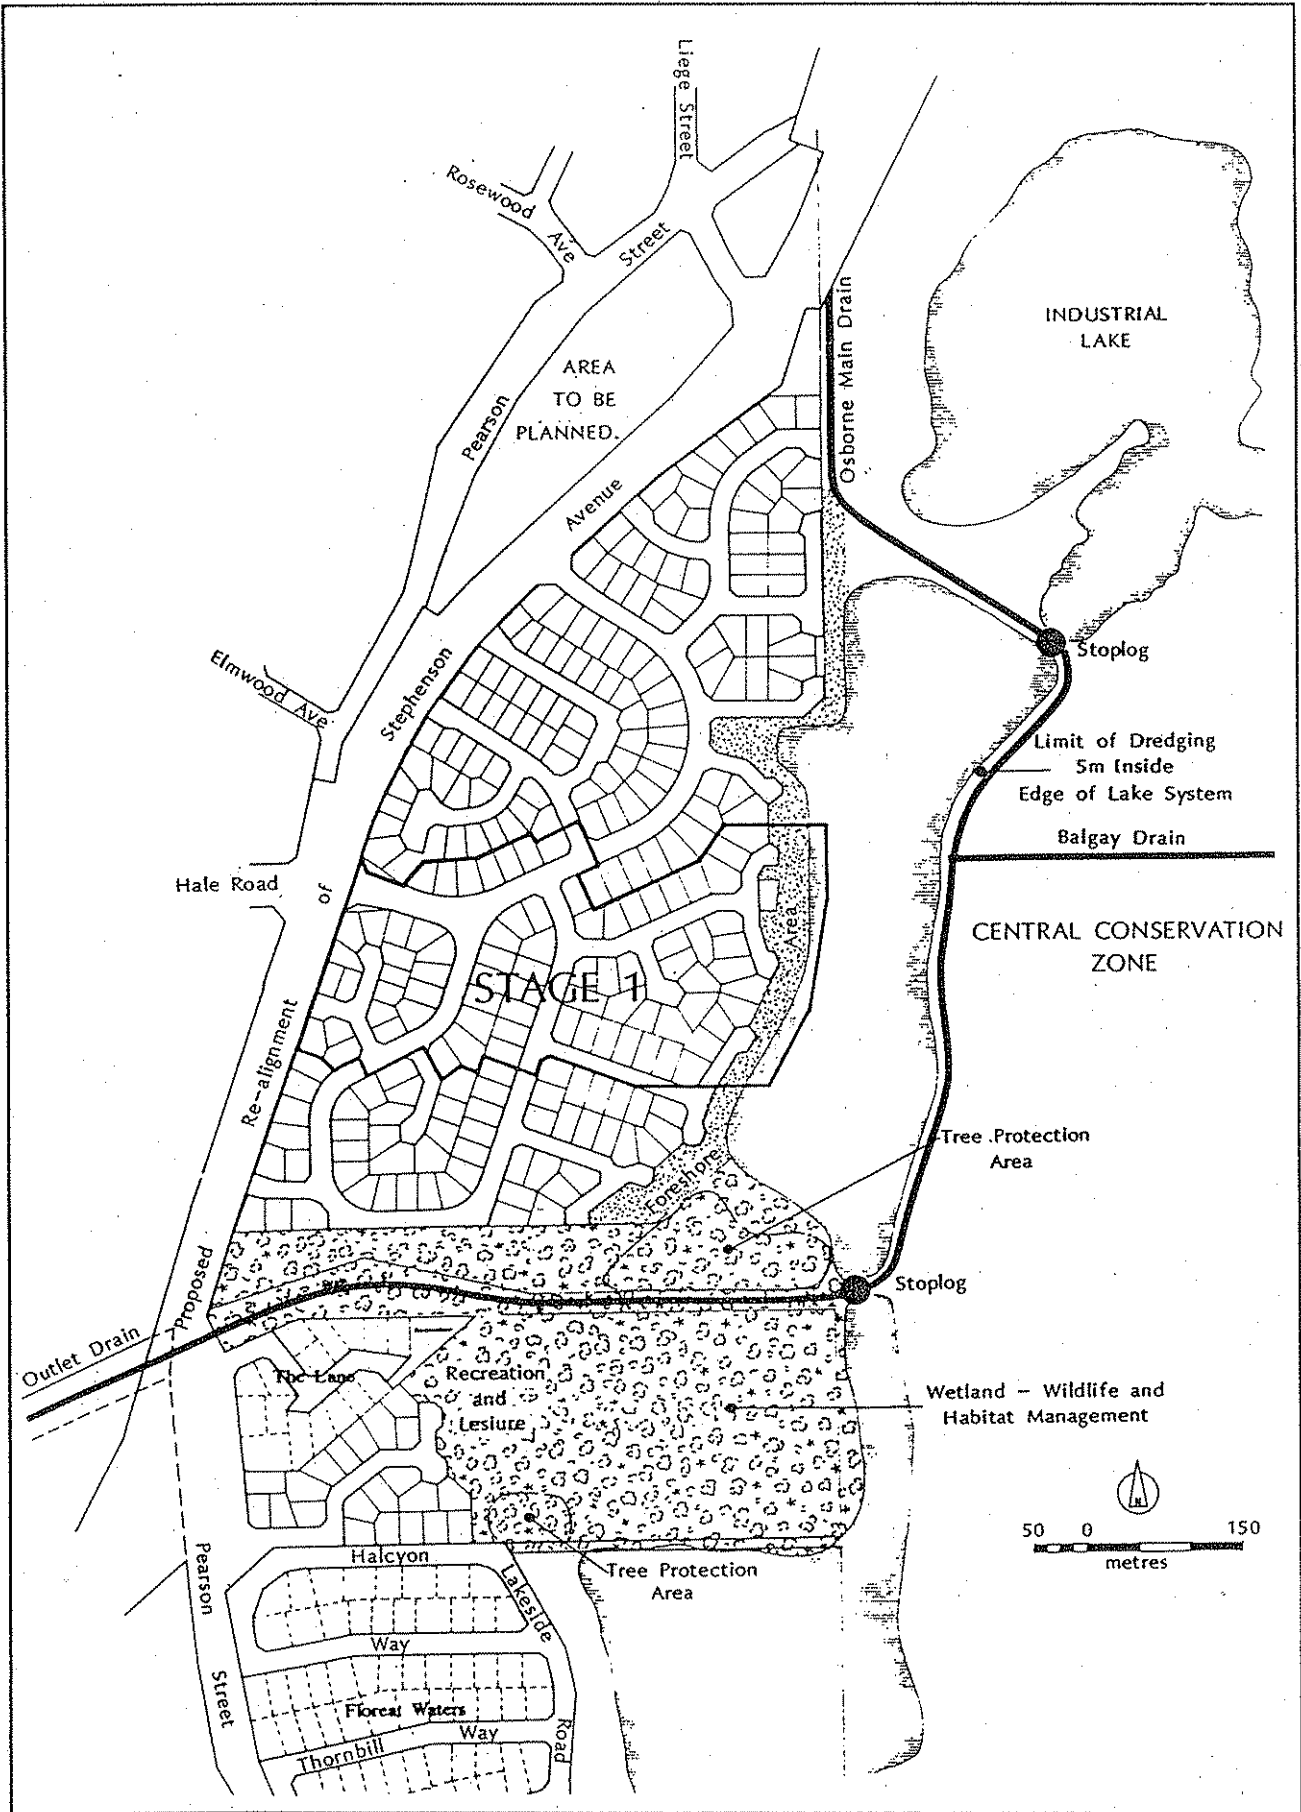 Liege Street
Rosewood
Ave
Street
Pearson
AREA
TO BE
PLANNED.
Osborne Main Drain
INDUSTRIAL
LAKE
Avenue
Stephenson
Elmwood Ave
Stoplog
Limit of Dredging
5m Inside
Edge of Lake System
Balgay Drain
Hale Road
of
Area
CENTRAL CONSERVATION
ZONE
STAGE 1
Re-alignment
Tree Protection
Area
Foreshore
Proposed
Stoplog
Outlet Drain
The Lane
Recreation
and
Lesiure
Wetland – Wildlife and
Habitat Management
N
50 0 150
metres
Pearson
Street
Halcyon
Lakeside
Tree Protection
Area
Way
Floreat Waters
Way
Thornbill
Road